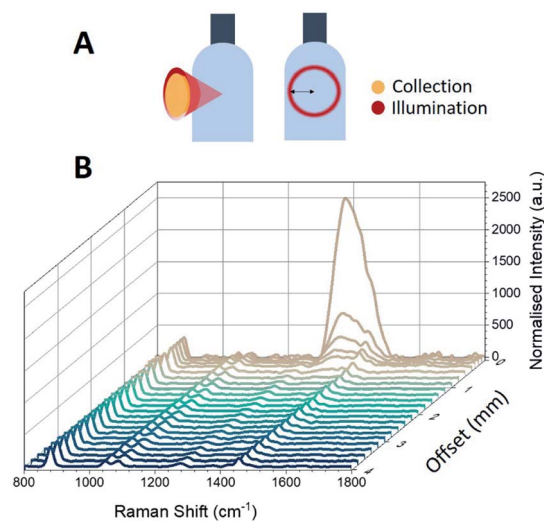 A
Collection
Illumination
B
2500
2000
1500
1000
500
0
Normalised Intensity (a.u.)
0
1
2
3
4
Offset (mm)
800
1000
1200
1400
1600
1800
Raman Shift (cm⁻¹)